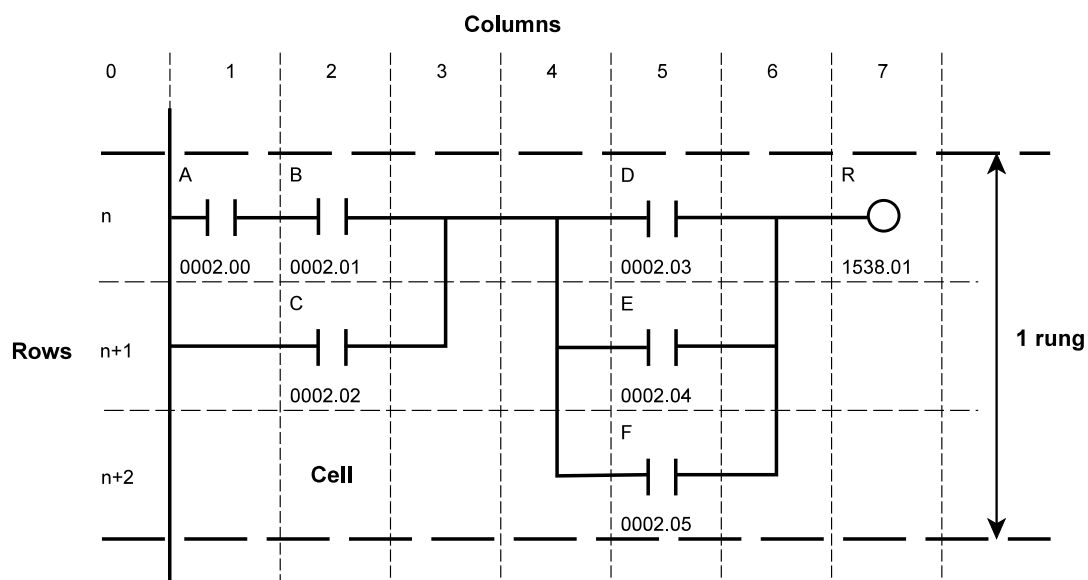 Columns
0 1 2 3 4 5 6 7
A B D R
n
0002.00 0002.01 0002.03 1538.01
C E
Rows n+1 1 rung
0002.02 0002.04
F
n+2 Cell
0002.05